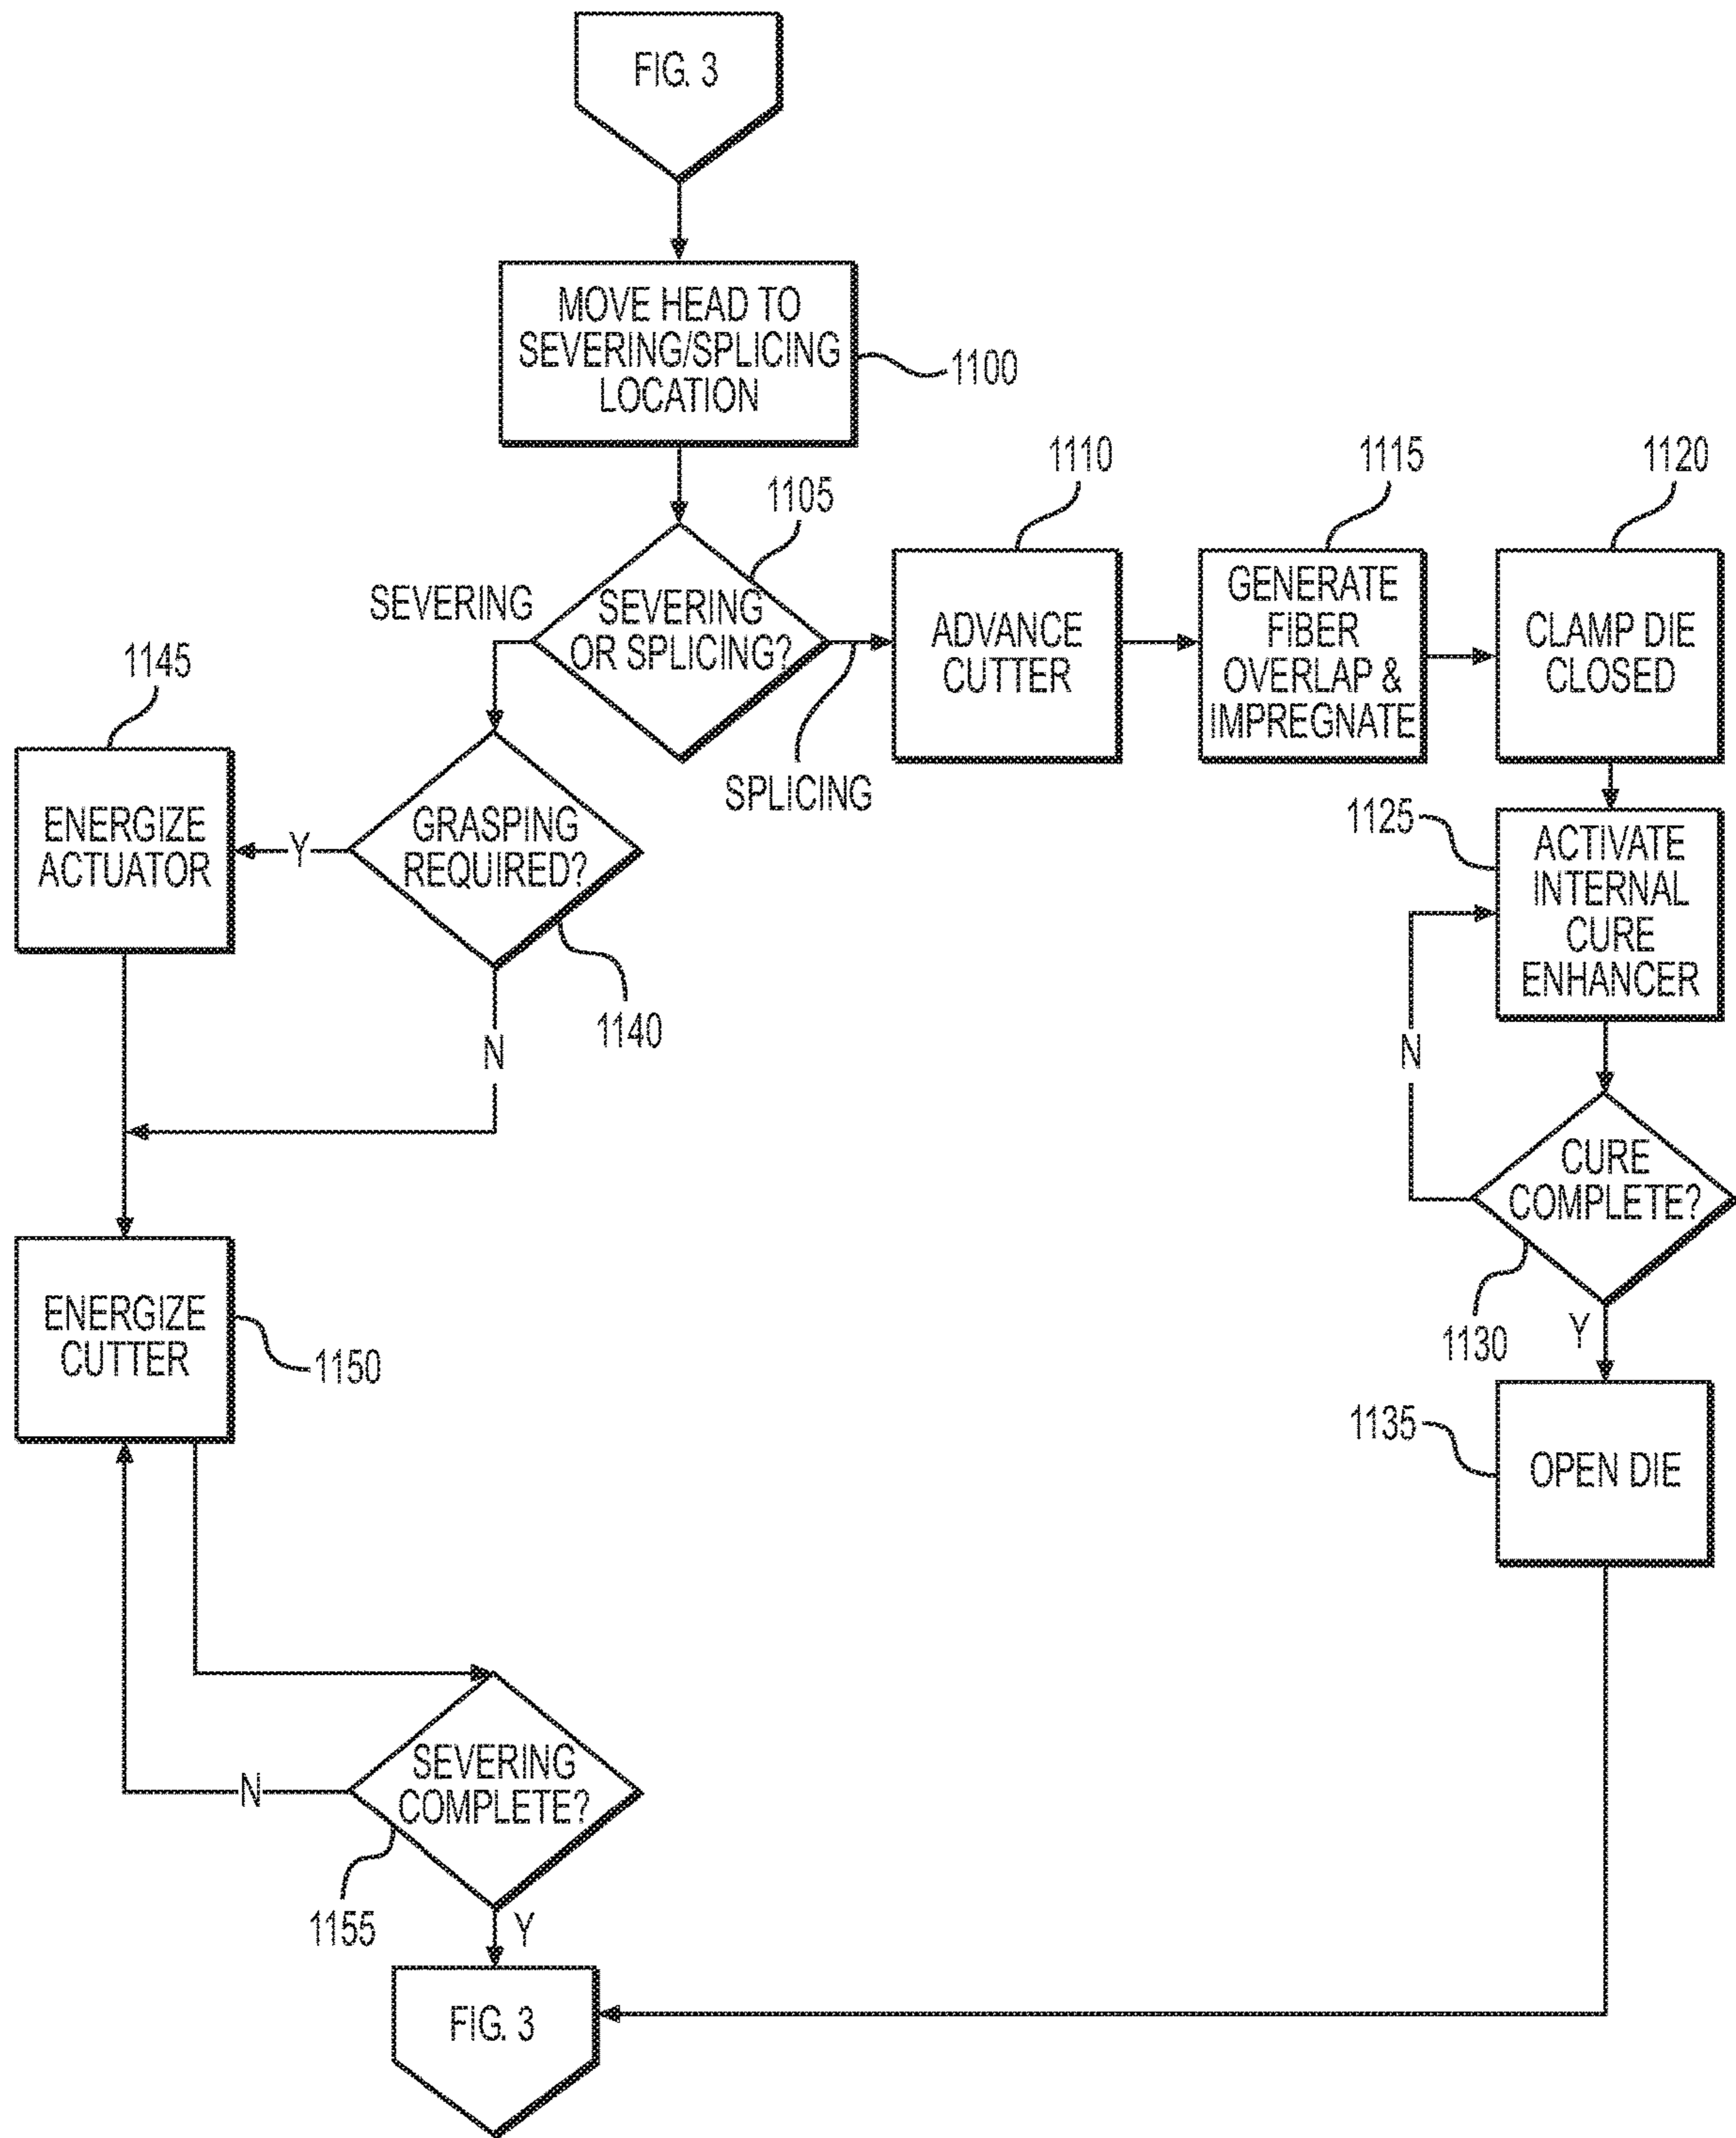 FIG. 3
MOVE HEAD TO
SEVERING/SPLICING
LOCATION
1100
1105
SEVERING
OR SPLICING?
SEVERING
SPLICING
1110
ADVANCE
CUTTER
1115
GENERATE
FIBER
OVERLAP &
IMPREGNATE
1120
CLAMP DIE
CLOSED
1125
ACTIVATE
INTERNAL
CURE
ENHANCER
N
CURE
COMPLETE?
1130
Y
1135
OPEN DIE
GRASPING
REQUIRED?
1140
Y
N
1145
ENERGIZE
ACTUATOR
ENERGIZE
CUTTER
1150
SEVERING
COMPLETE?
N
1155
Y
FIG. 3